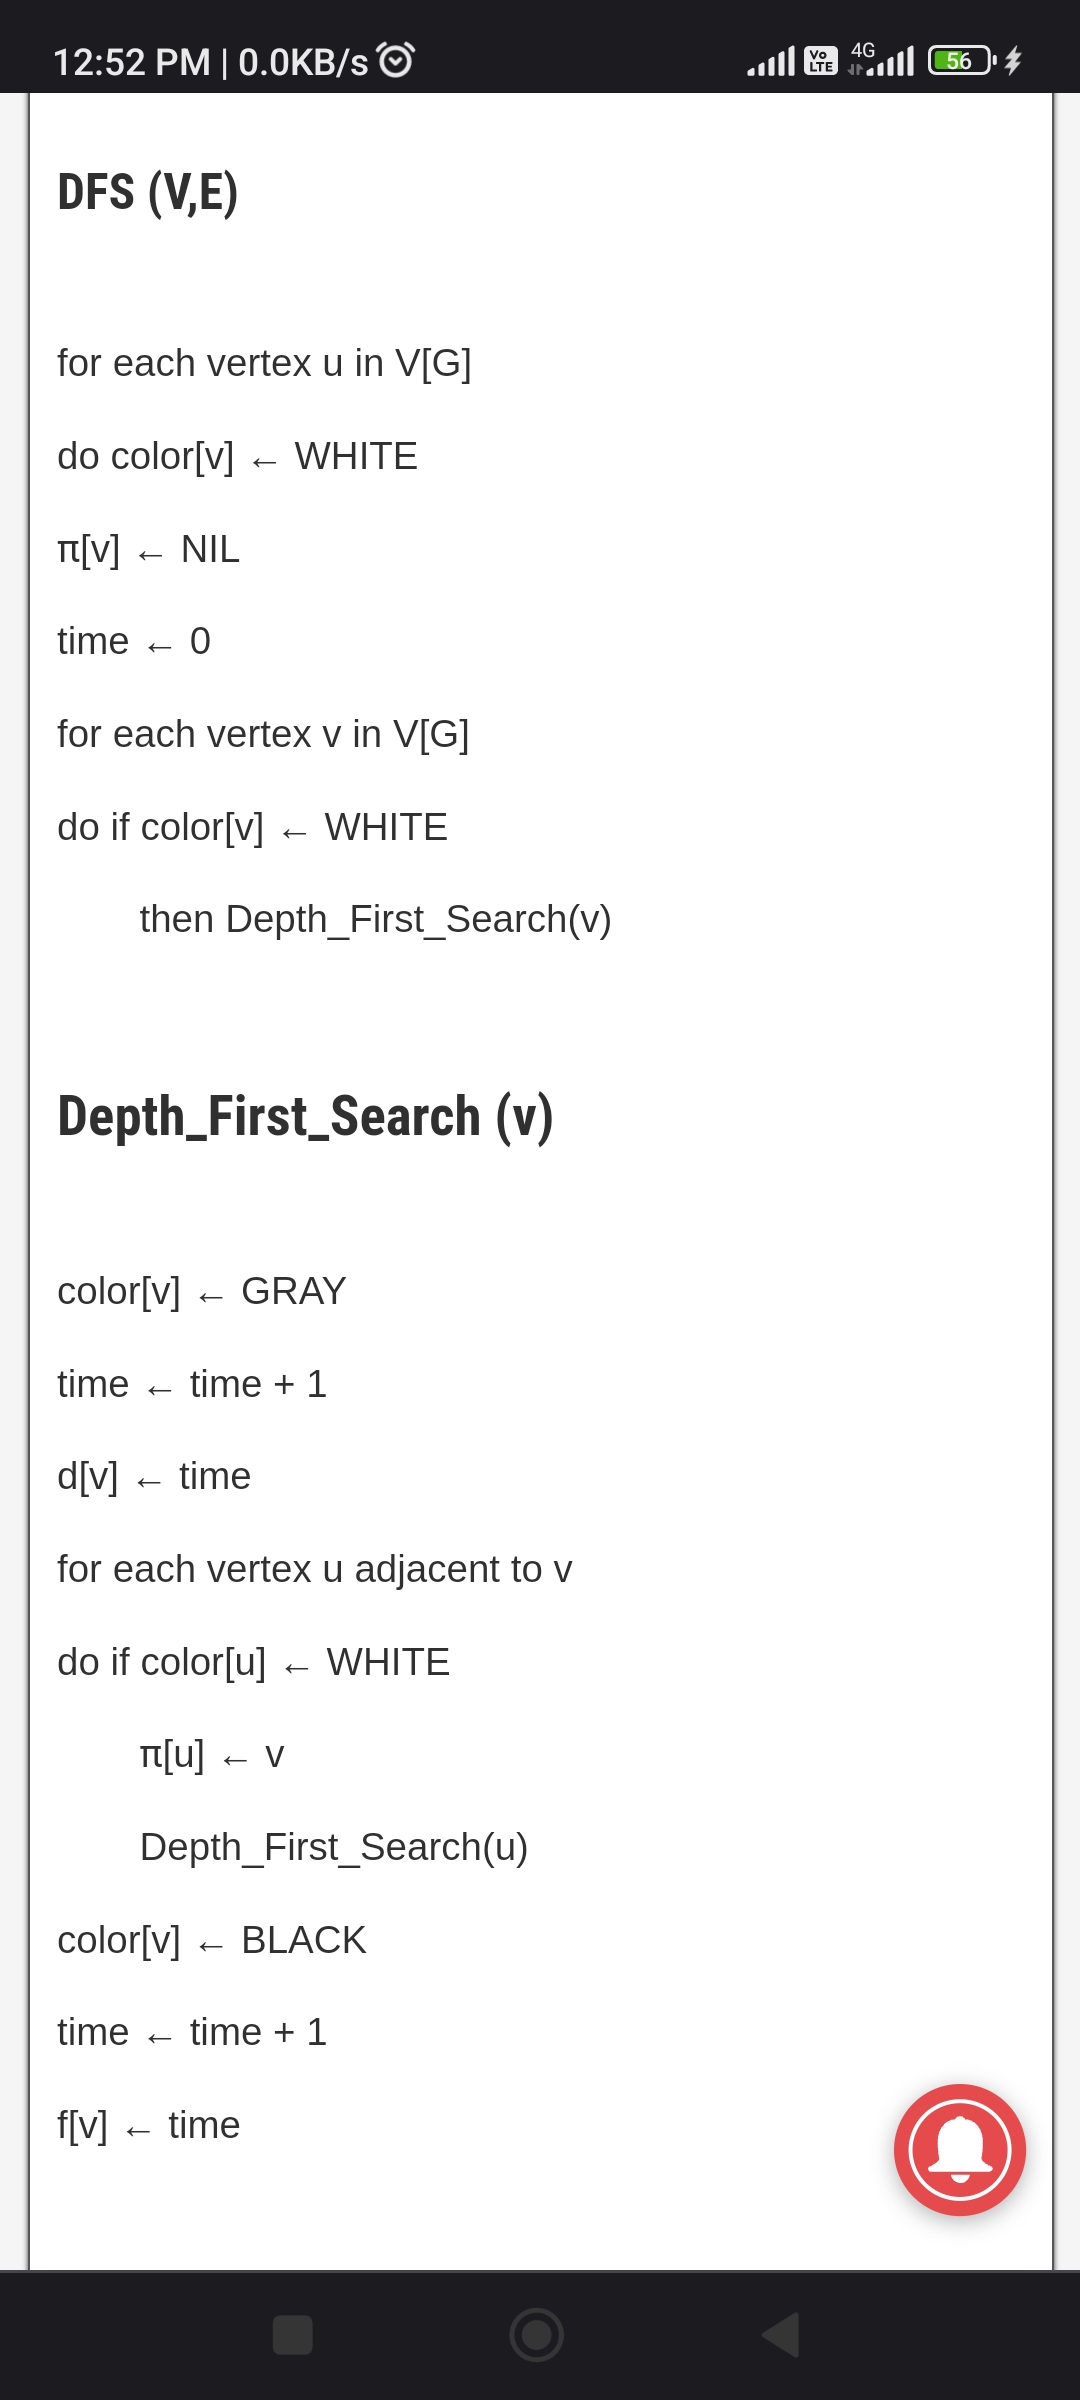 12:52 PM | 0.0KB/s Vo LTE 4G 56
DFS (V,E)
for each vertex u in V[G]
do color[v] ← WHITE
π[v] ← NIL
time ← 0
for each vertex v in V[G]
do if color[v] ← WHITE
then Depth_First_Search(v)
Depth_First_Search (v)
color[v] ← GRAY
time ← time + 1
d[v] ← time
for each vertex u adjacent to v
do if color[u] ← WHITE
π[u] ← v
Depth_First_Search(u)
color[v] ← BLACK
time ← time + 1
f[v] ← time